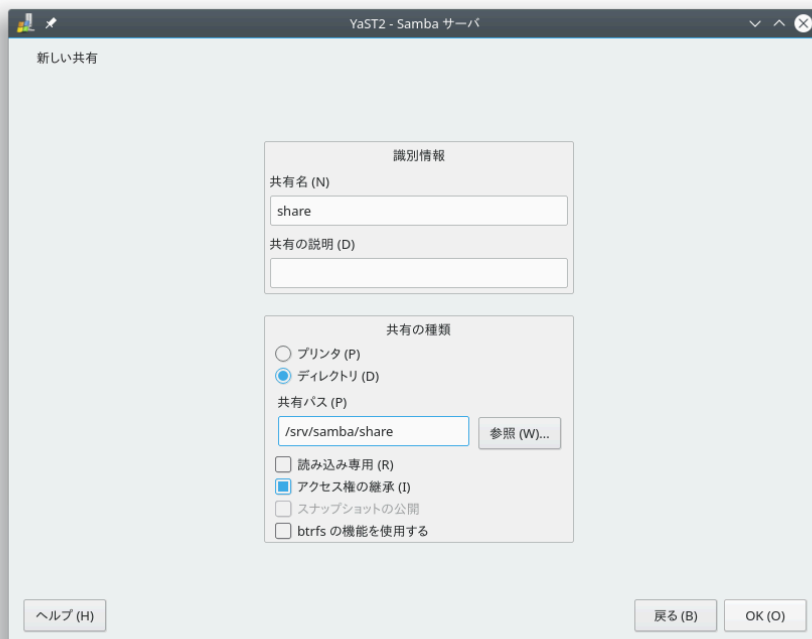 YaST2 - Samba サーバ
新しい共有
識別情報
共有名 (N)
share
共有の説明 (D)
共有の種類
プリンタ (P)
ディレクトリ (D)
共有パス (P)
/srv/samba/share
参照 (W)...
読み込み専用 (R)
アクセス権の継承 (I)
スナップショットの公開
btrfs の機能を使用する
ヘルプ (H)
戻る (B)
OK (O)